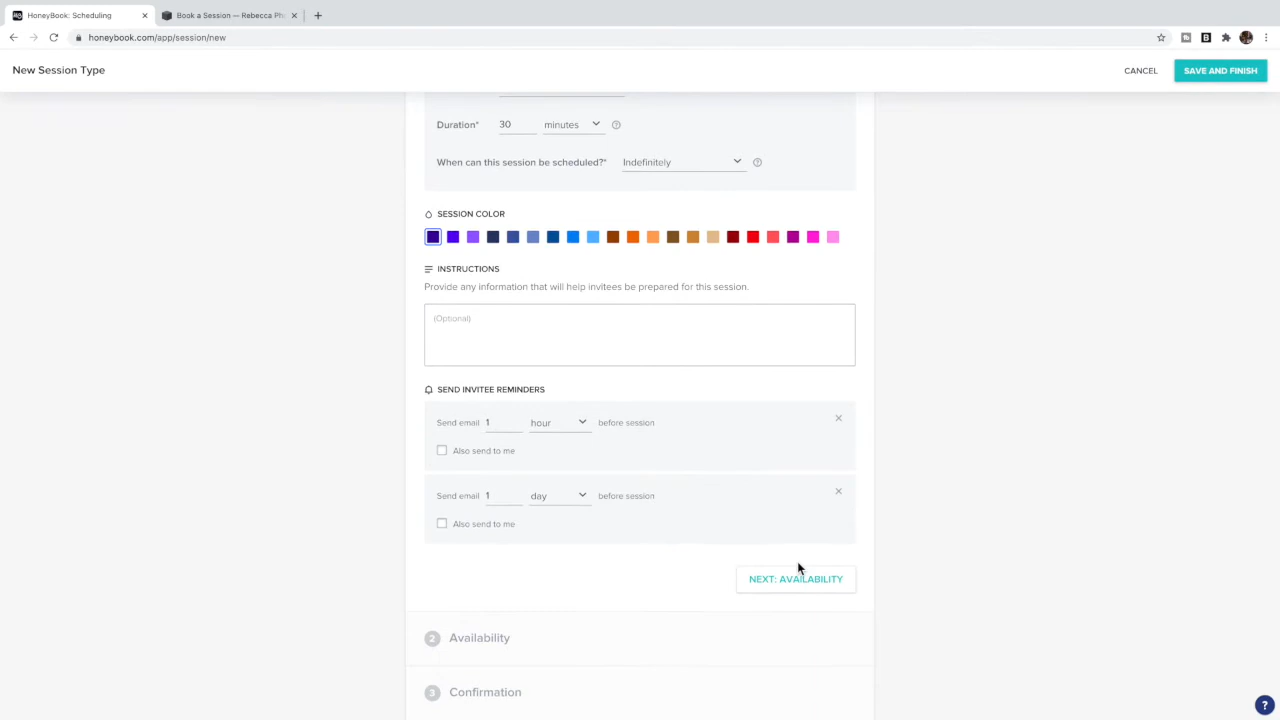 HoneyBook: Scheduling
Book a Session — Rebecca Pho
honeybook.com/app/session/new
New Session Type
CANCEL
SAVE AND FINISH
Duration*
30
minutes
When can this session be scheduled?*
Indefinitely
SESSION COLOR
INSTRUCTIONS
Provide any information that will help invitees be prepared for this session.
(Optional)
SEND INVITEE REMINDERS
Send email 1 hour before session
Also send to me
Send email 1 day before session
Also send to me
NEXT: AVAILABILITY
2 Availability
3 Confirmation
?